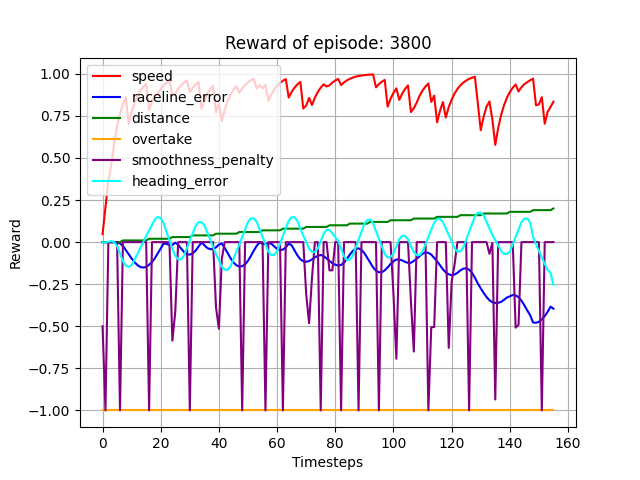 Reward of episode: 3800
1.00
0.75
0.50
0.25
0.00
−0.25
−0.50
−0.75
−1.00
Reward
speed
raceline_error
distance
overtake
smoothness_penalty
heading_error
0 20 40 60 80 100 120 140 160
Timesteps